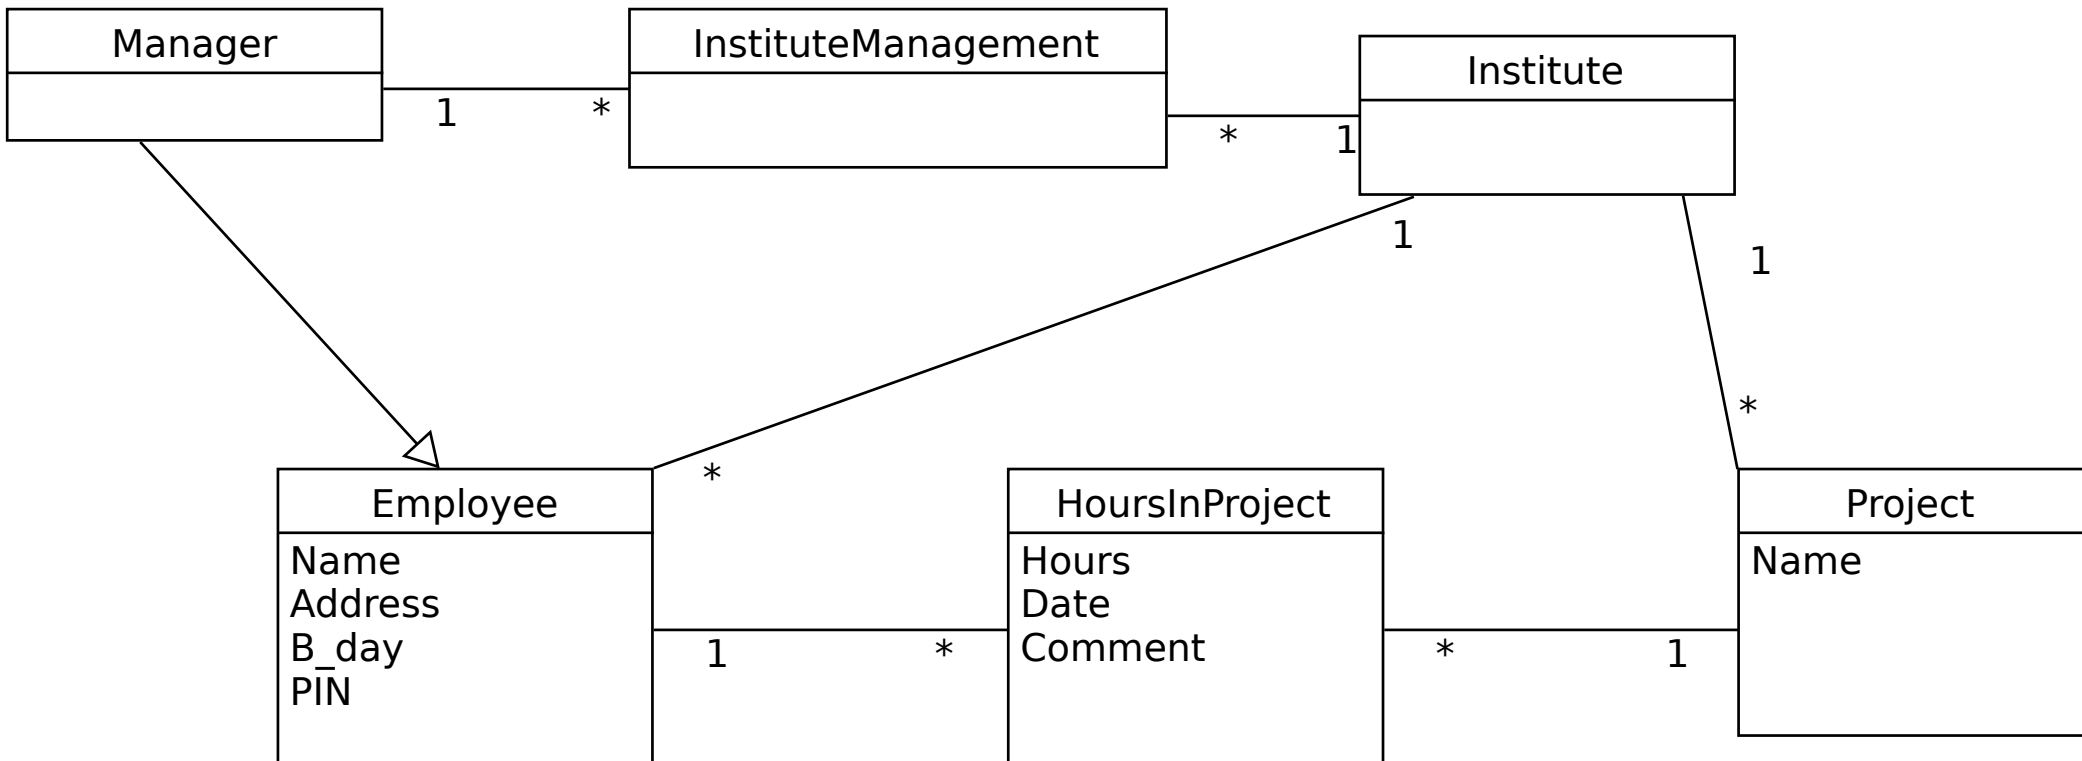 Manager
InstituteManagement
Institute
1
*
*
1
1
1
*
*
Employee
HoursInProject
Project
Name
Address
B_day
PIN
Hours
Date
Comment
Name
1
*
*
1